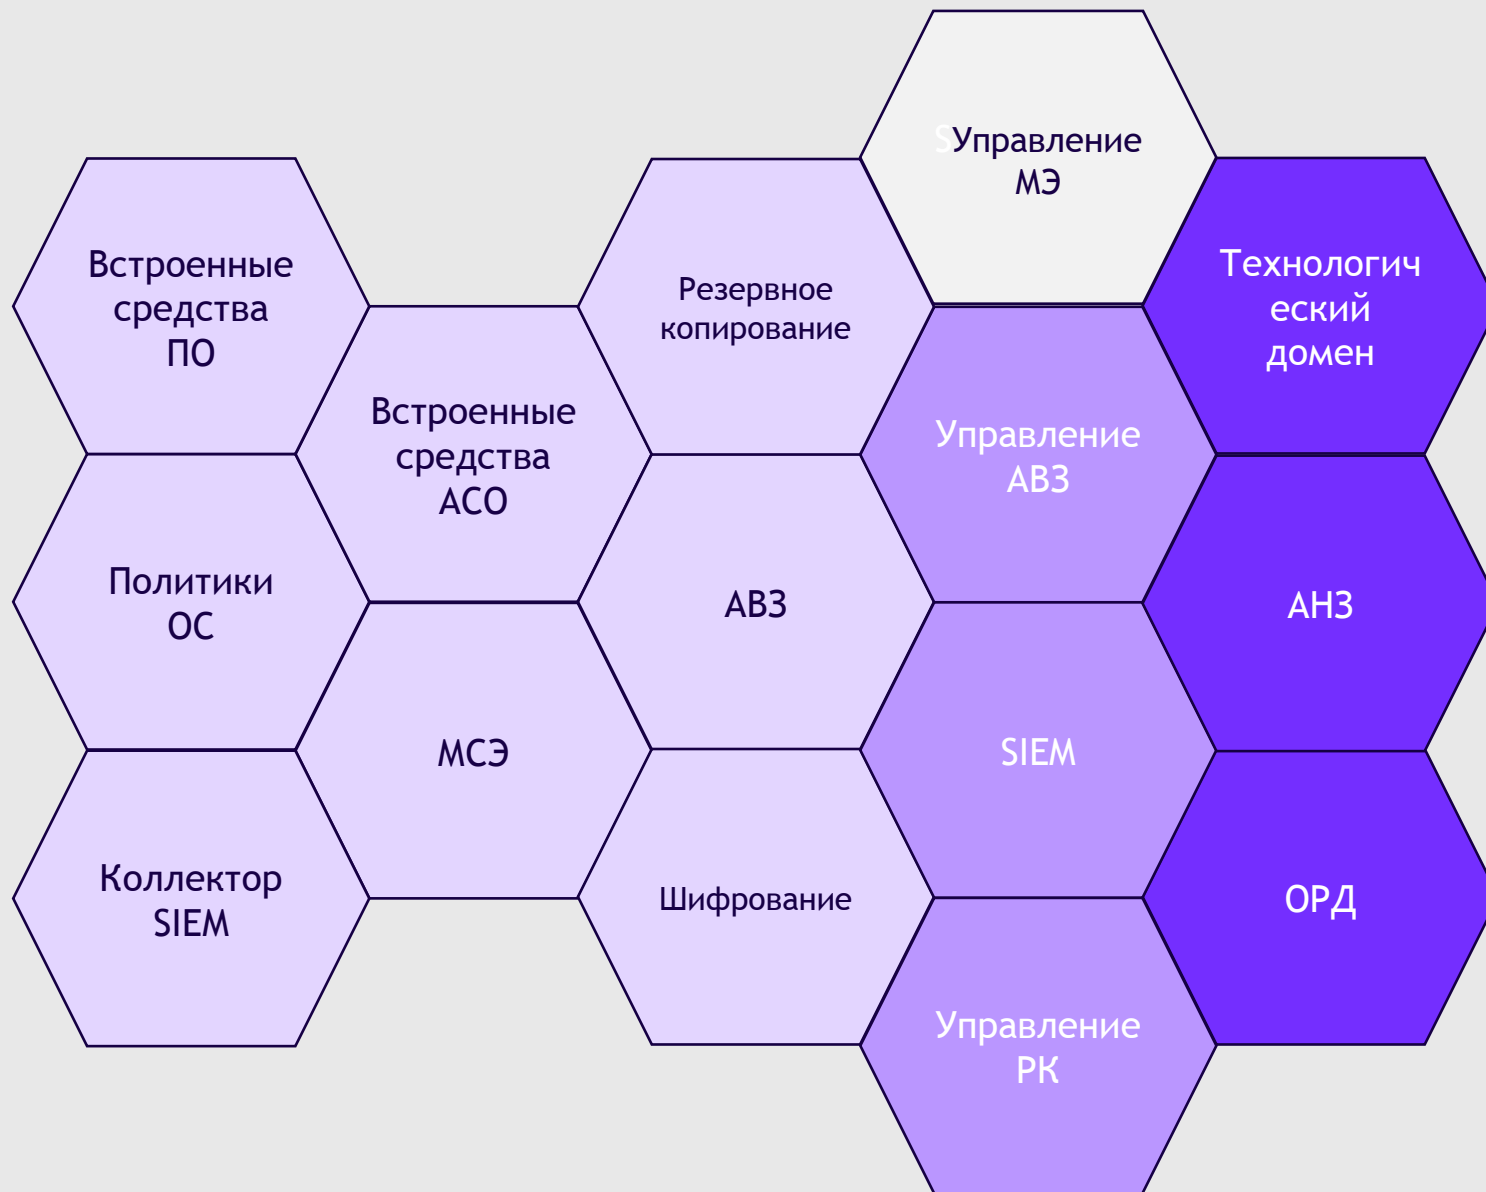 SУправление
МЭ
Встроенные
средства
ПО
Резервное
копирование
Технологич
еский
домен
Встроенные
средства
АСО
Управление
АВЗ
Политики
ОС
АВЗ
АНЗ
МСЭ
SIEM
Коллектор
SIEM
Шифрование
ОРД
Управление
РК